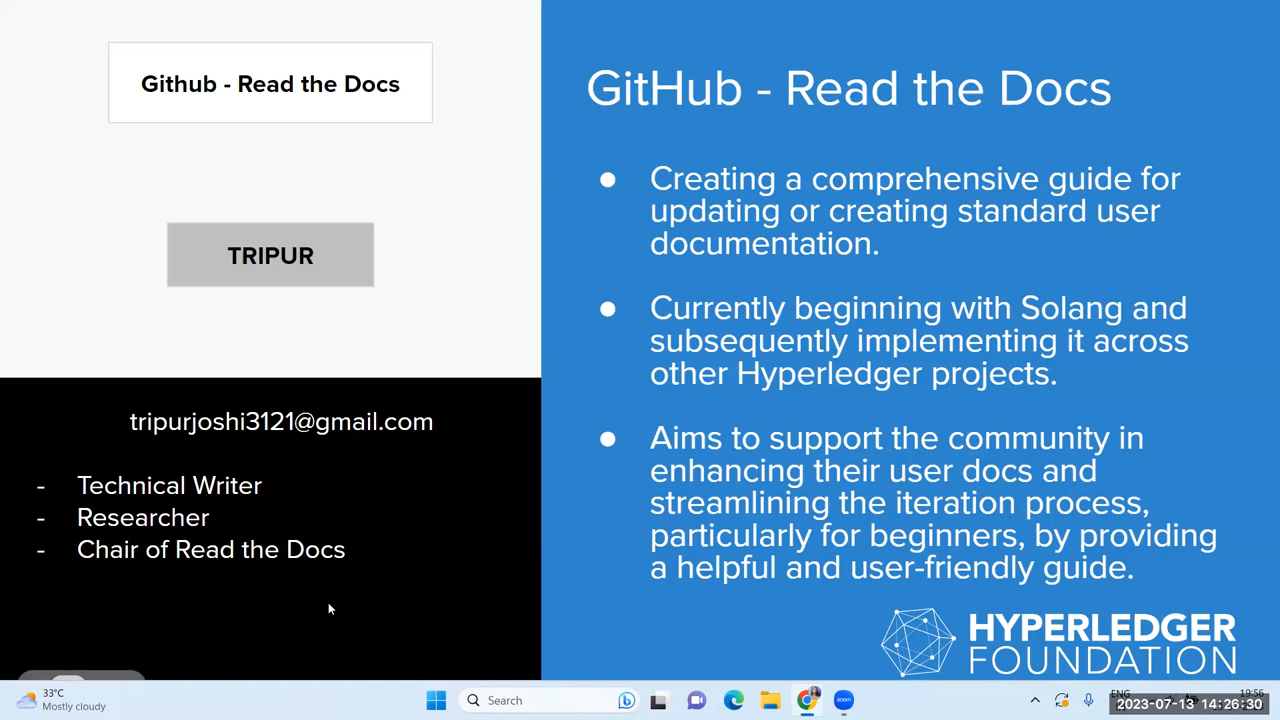 Github - Read the Docs
TRIPUR
tripurjoshi3121@gmail.com
- Technical Writer
- Researcher
- Chair of Read the Docs
GitHub - Read the Docs
● Creating a comprehensive guide for
updating or creating standard user
documentation.
● Currently beginning with Solang and
subsequently implementing it across
other Hyperledger projects.
● Aims to support the community in
enhancing their user docs and
streamlining the iteration process,
particularly for beginners, by providing
a helpful and user-friendly guide.
HYPERLEDGER
FOUNDATION
33°C
Mostly cloudy
Search
zoom
ENG
19:56
2023-07-13 14:26:30